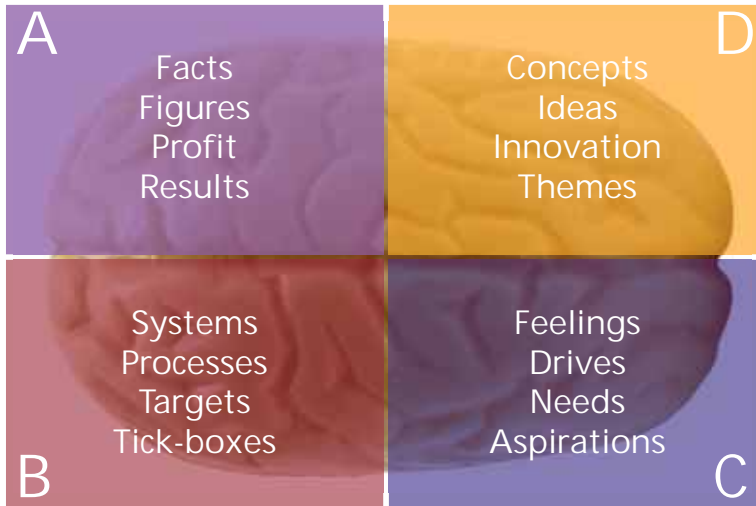 A
Facts
Figures
Profit
Results
D
Concepts
Ideas
Innovation
Themes
Systems
Processes
Targets
Tick-boxes
B
Feelings
Drives
Needs
Aspirations
C